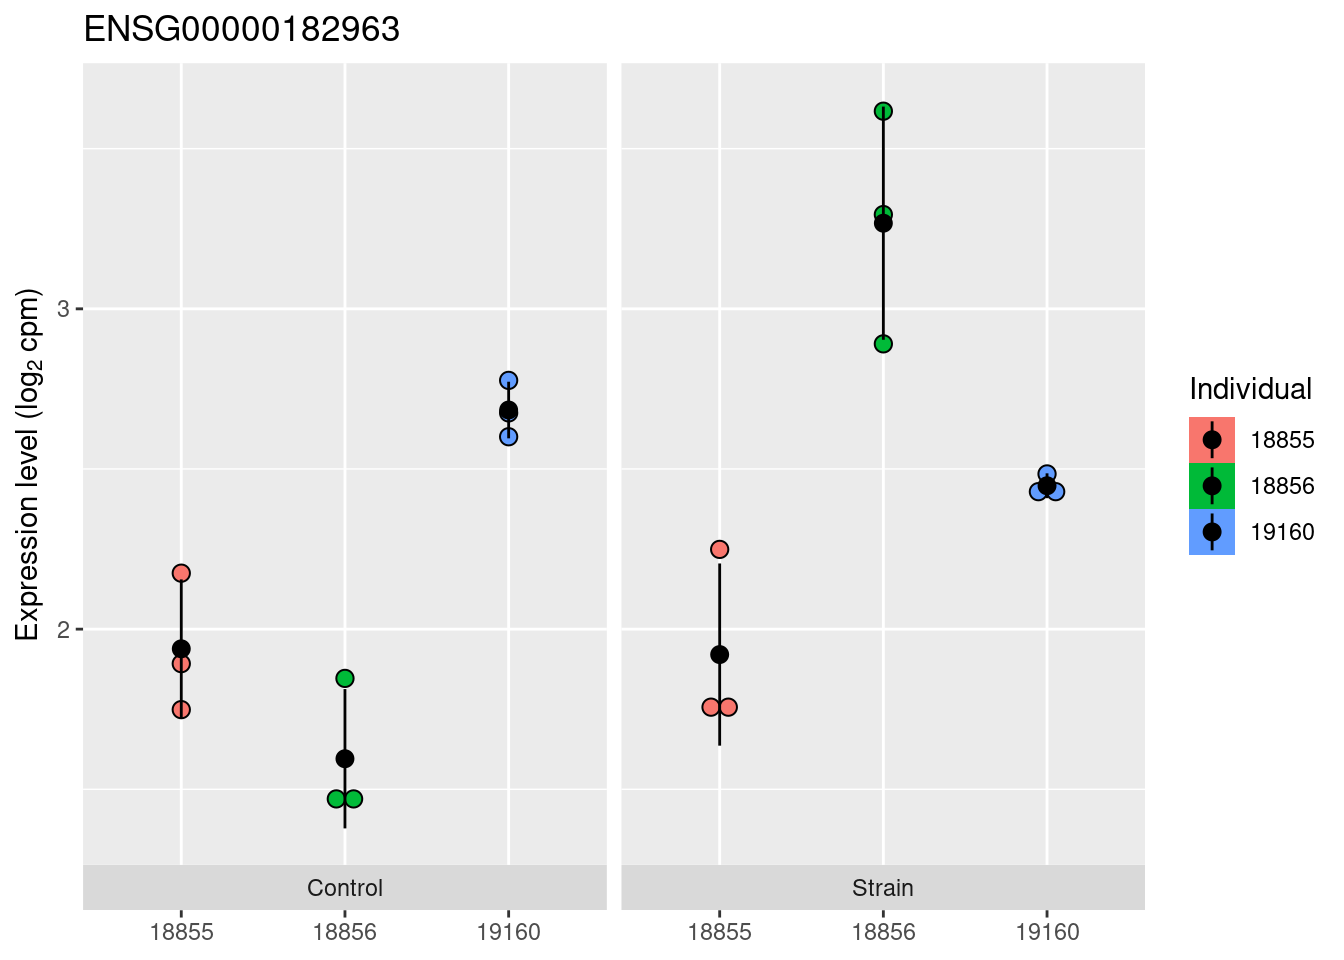 ENSG00000182963
Expression level (log₂ cpm)
3
2
Control
Strain
18855
18856
19160
18855
18856
19160
Individual
18855
18856
19160